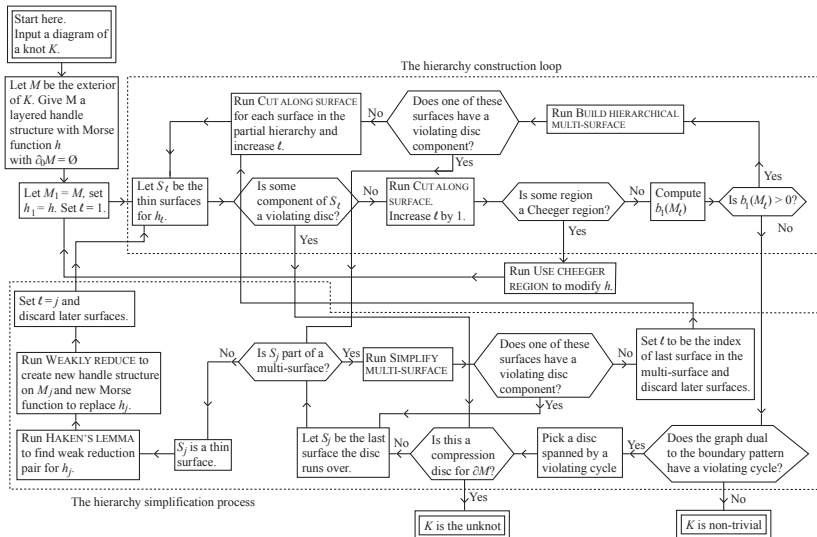 Start here.
Input a diagram of
a knot K.
The hierarchy construction loop
Let M be the exterior
of K. Give M a
layered handle
structure with Morse
function h
with ∂₀M = Ø
Run CUT ALONG SURFACE
for each surface in the
partial hierarchy and
increase ℓ.
No
Does one of these
surfaces have a
violating disc
component?
Yes
Run BUILD HIERARCHICAL
MULTI-SURFACE
Let M₁ = M, set
h₁ = h. Set ℓ = 1.
Let Sℓ be the
thin surfaces
for hℓ.
Is some
component of Sℓ
a violating disc?
No
Yes
Run CUT ALONG
SURFACE.
Increase ℓ by 1.
Is some region
a Cheeger region?
No
Yes
Compute
b₁(Mℓ)
Yes
Is b₁(Mℓ) > 0?
No
Run USE CHEEGER
REGION to modify h.
Set ℓ = j and
discard later surfaces.
No
Is Sⱼ part of a
multi-surface?
Yes
Run SIMPLIFY
MULTI-SURFACE
Does one of these
surfaces have a
violating disc
component?
No
Yes
Set ℓ to be the index
of last surface in the
multi-surface and
discard later surfaces.
Run WEAKLY REDUCE to
create new handle structure
on Mⱼ and new Morse
function to replace hⱼ.
Run HAKEN'S LEMMA
to find weak reduction
pair for hⱼ.
Sⱼ is a thin
surface.
Let Sⱼ be the last
surface the disc
runs over.
No
Is this a
compression
disc for ∂M?
Yes
Pick a disc
spanned by a
violating cycle
Yes
Does the graph dual
to the boundary pattern
have a violating cycle?
No
The hierarchy simplification process
K is the unknot
K is non-trivial